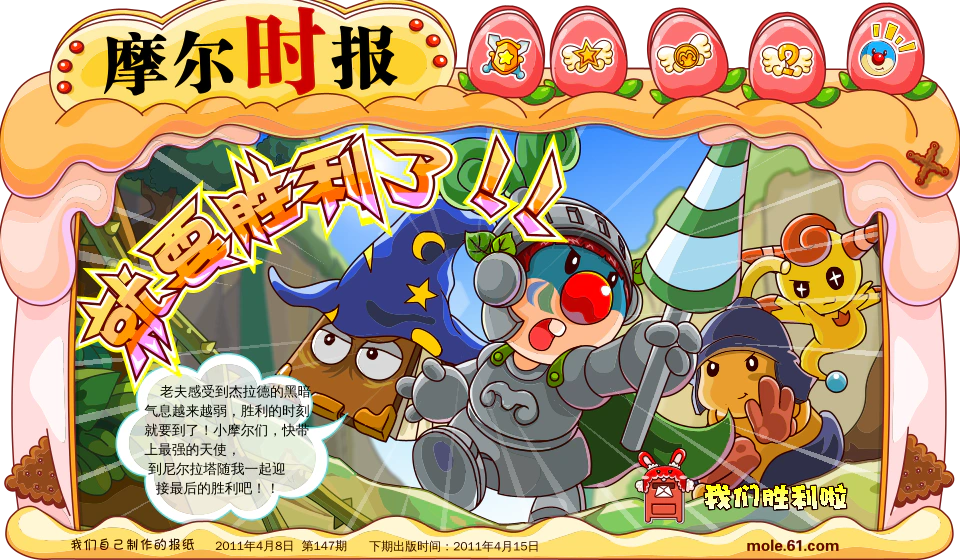 摩尔时报
就要胜利了!!
老夫感受到杰拉德的黑暗
气息越来越弱，胜利的时刻
就要到了！小摩尔们，快带
上最强的天使，
到尼尔拉塔随我一起迎
接最后的胜利吧！！
我们胜利啦
我们自己制作的报纸 2011年4月8日 第147期 下期出版时间：2011年4月15日 mole.61.com